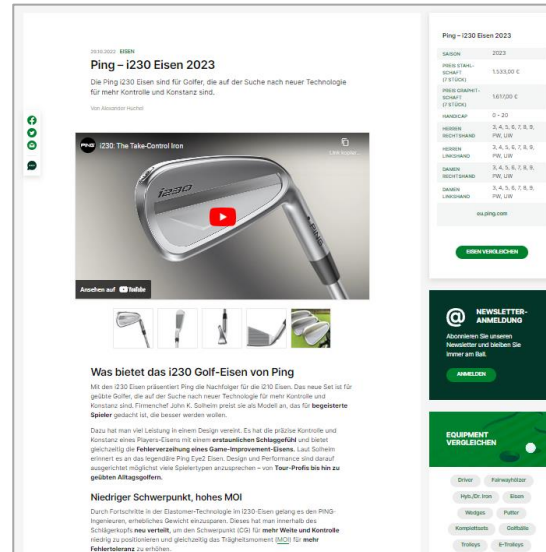 29.10.2022 EISEN
Ping – i230 Eisen 2023
Die Ping i230 Eisen sind für Golfer, die auf der Suche nach neuer Technologie
für mehr Kontrolle und Konstanz sind.
Von Alexander Huchel
PING i230: The Take-Control Iron
i230
Ansehen auf YouTube
Was bietet das i230 Golf-Eisen von Ping
Mit den i230 Eisen präsentiert Ping die Nachfolger für die i210 Eisen. Das neue Set ist für
geübte Golfer, die auf der Suche nach neuer Technologie für mehr Kontrolle und
Konstanz sind. Firmenchef John K. Solheim preist sie als Modell an, das für begeisterte
Spieler gedacht ist, die besser werden wollen.
Dazu hat man viel Leistung in einem Design vereint. Es hat die präzise Kontrolle und
Konstanz eines Players-Eisens mit einem erstaunlichen Schlaggefühl und bietet
gleichzeitig die Fehlerverzeihung eines Game-Improvement-Eisens. Laut Solheim
erinnert es an das legendäre Ping Eye2 Eisen. Design und Performance sind darauf
ausgerichtet möglichst viele Spielertypen anzusprechen – von Tour-Profis bis hin zu
geübten Alltagsgolfern.
Niedriger Schwerpunkt, hohes MOI
Durch Fortschritte in der Elastomer-Technologie im i230-Eisen gelang es den PING-
Ingenieuren, erhebliches Gewicht einzusparen. Dieses hat man innerhalb des
Schlägerkopfs neu verteilt, um den Schwerpunkt (CG) für mehr Weite und Kontrolle
niedrig zu positionieren und gleichzeitig das Trägheitsmoment (MOI) für mehr
Fehlertoleranz zu erhöhen.
Ping – i230 Eisen 2023
SAISON 2023
PREIS STAHL-
SCHAFT
(7 STÜCK) 1.533,00 €
PREIS GRAPHIT-
SCHAFT
(7 STÜCK) 1.617,00 €
HANDICAP 0 - 20
HERREN
RECHTSHAND 3, 4, 5, 6, 7, 8, 9,
PW, UW
HERREN
LINKSHAND 3, 4, 5, 6, 7, 8, 9,
PW, UW
DAMEN
RECHTSHAND 3, 4, 5, 6, 7, 8, 9,
PW, UW
DAMEN
LINKSHAND 3, 4, 5, 6, 7, 8, 9,
PW, UW
eu.ping.com
EISEN VERGLEICHEN
@ NEWSLETTER-
ANMELDUNG
Abonnieren Sie unseren
Newsletter und bleiben Sie
immer am Ball.
ANMELDEN
EQUIPMENT
VERGLEICHEN
Driver Fairwayhölzer
Hyb./Dr. Iron Eisen
Wedges Putter
Komplettsets Golfbälle
Trolleys E-Trolleys